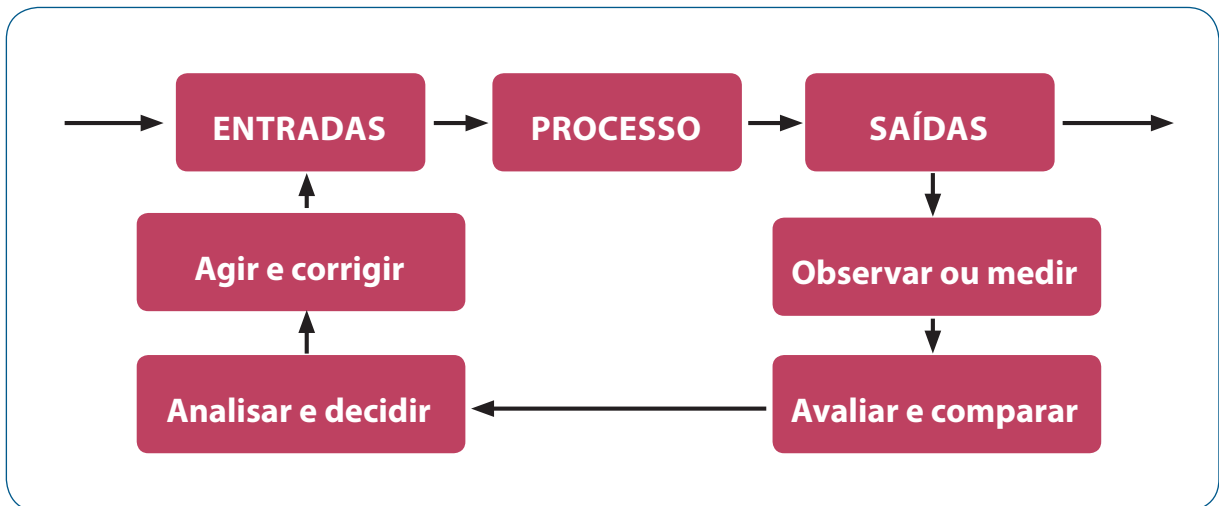 ENTRADAS
PROCESSO
SAÍDAS
Agir e corrigir
Observar ou medir
Analisar e decidir
Avaliar e comparar